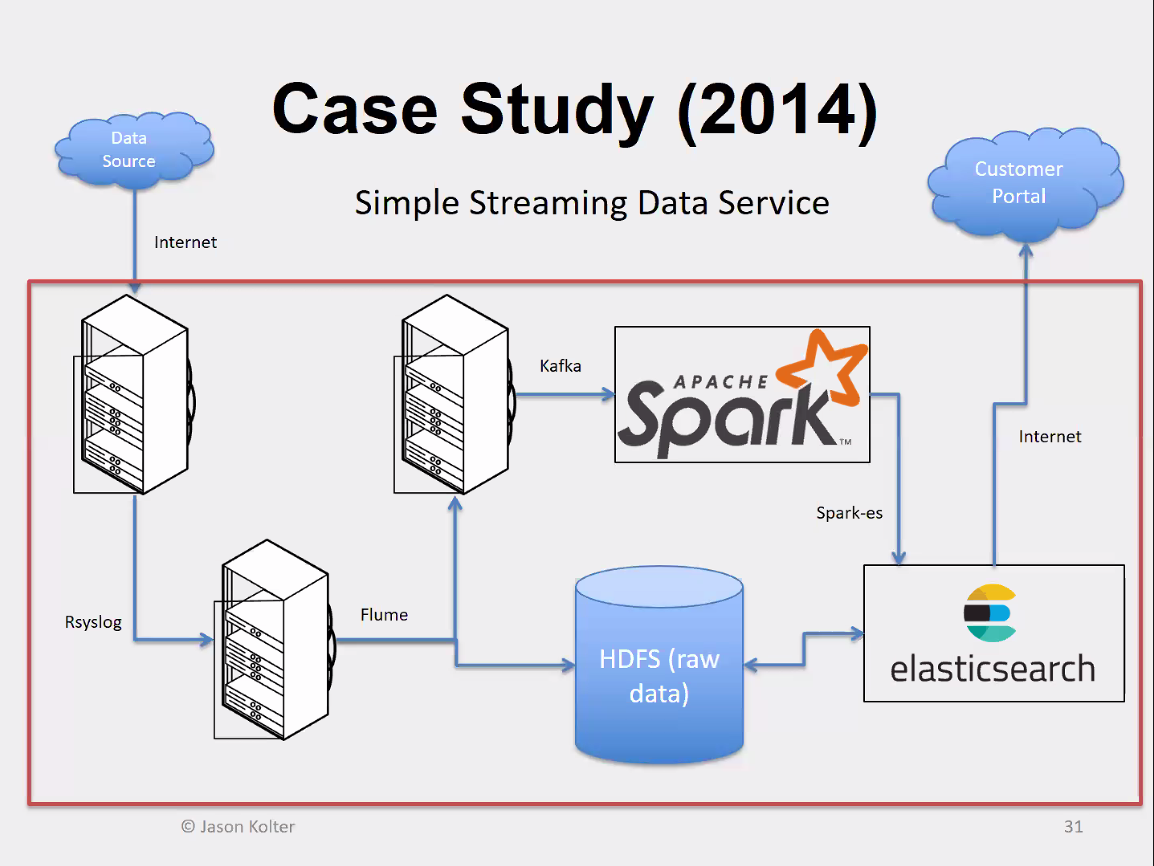 Case Study (2014)
Simple Streaming Data Service
Data
Source
Customer
Portal
Internet
Kafka
APACHE
Spark™
Internet
Spark-es
Rsyslog
Flume
HDFS (raw
data)
elasticsearch
© Jason Kolter
31